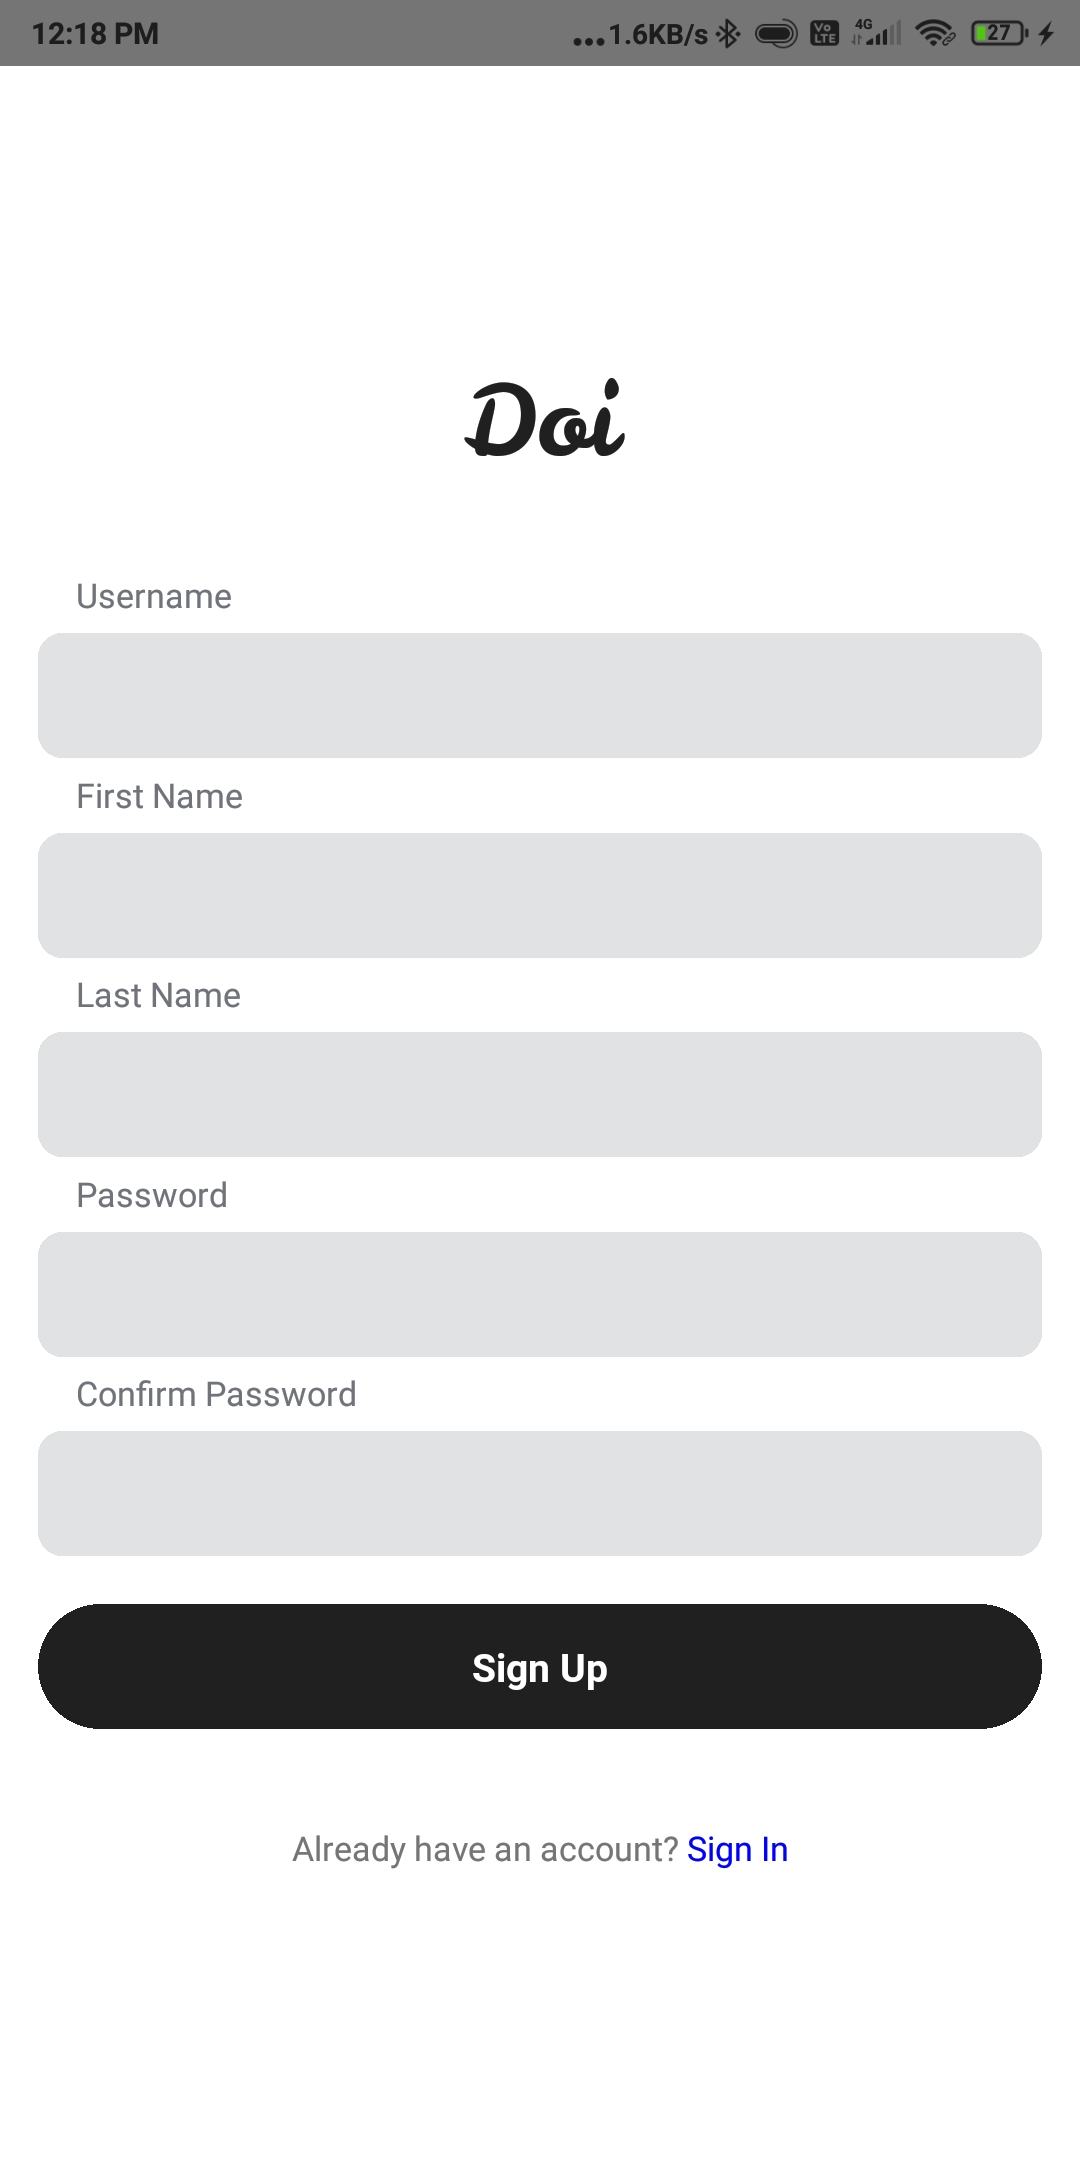 12:18 PM ...1.6KB/s Vo LTE 4G 27
Doi
Username
First Name
Last Name
Password
Confirm Password
Sign Up
Already have an account? Sign In